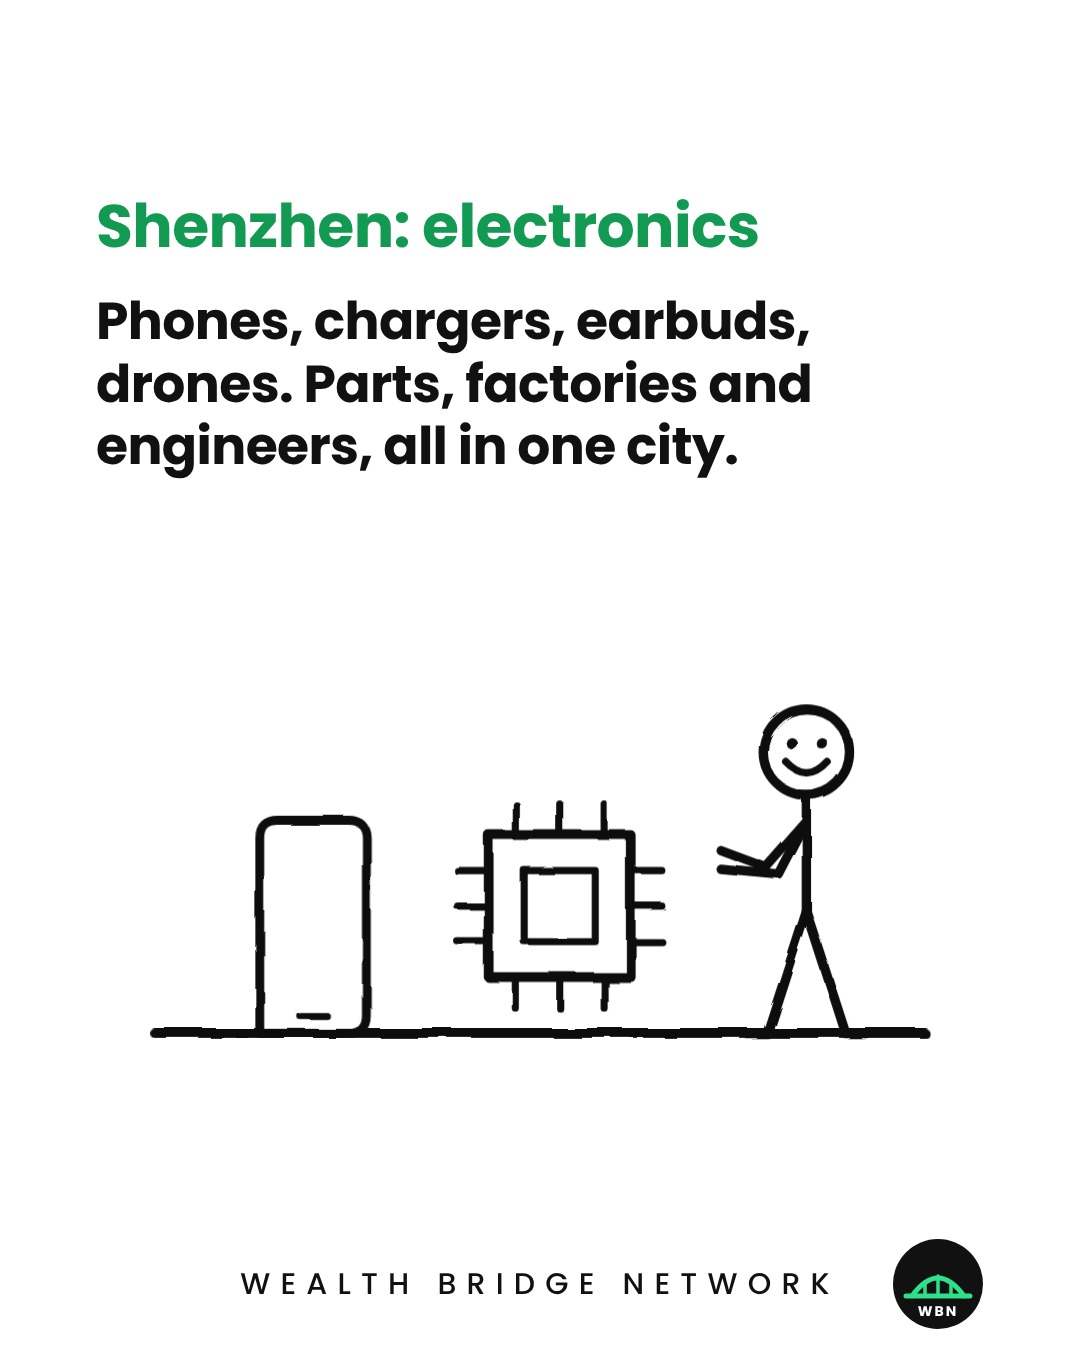 Shenzhen: electronics
Phones, chargers, earbuds,
drones. Parts, factories and
engineers, all in one city.
WEALTH BRIDGE NETWORK
WBN